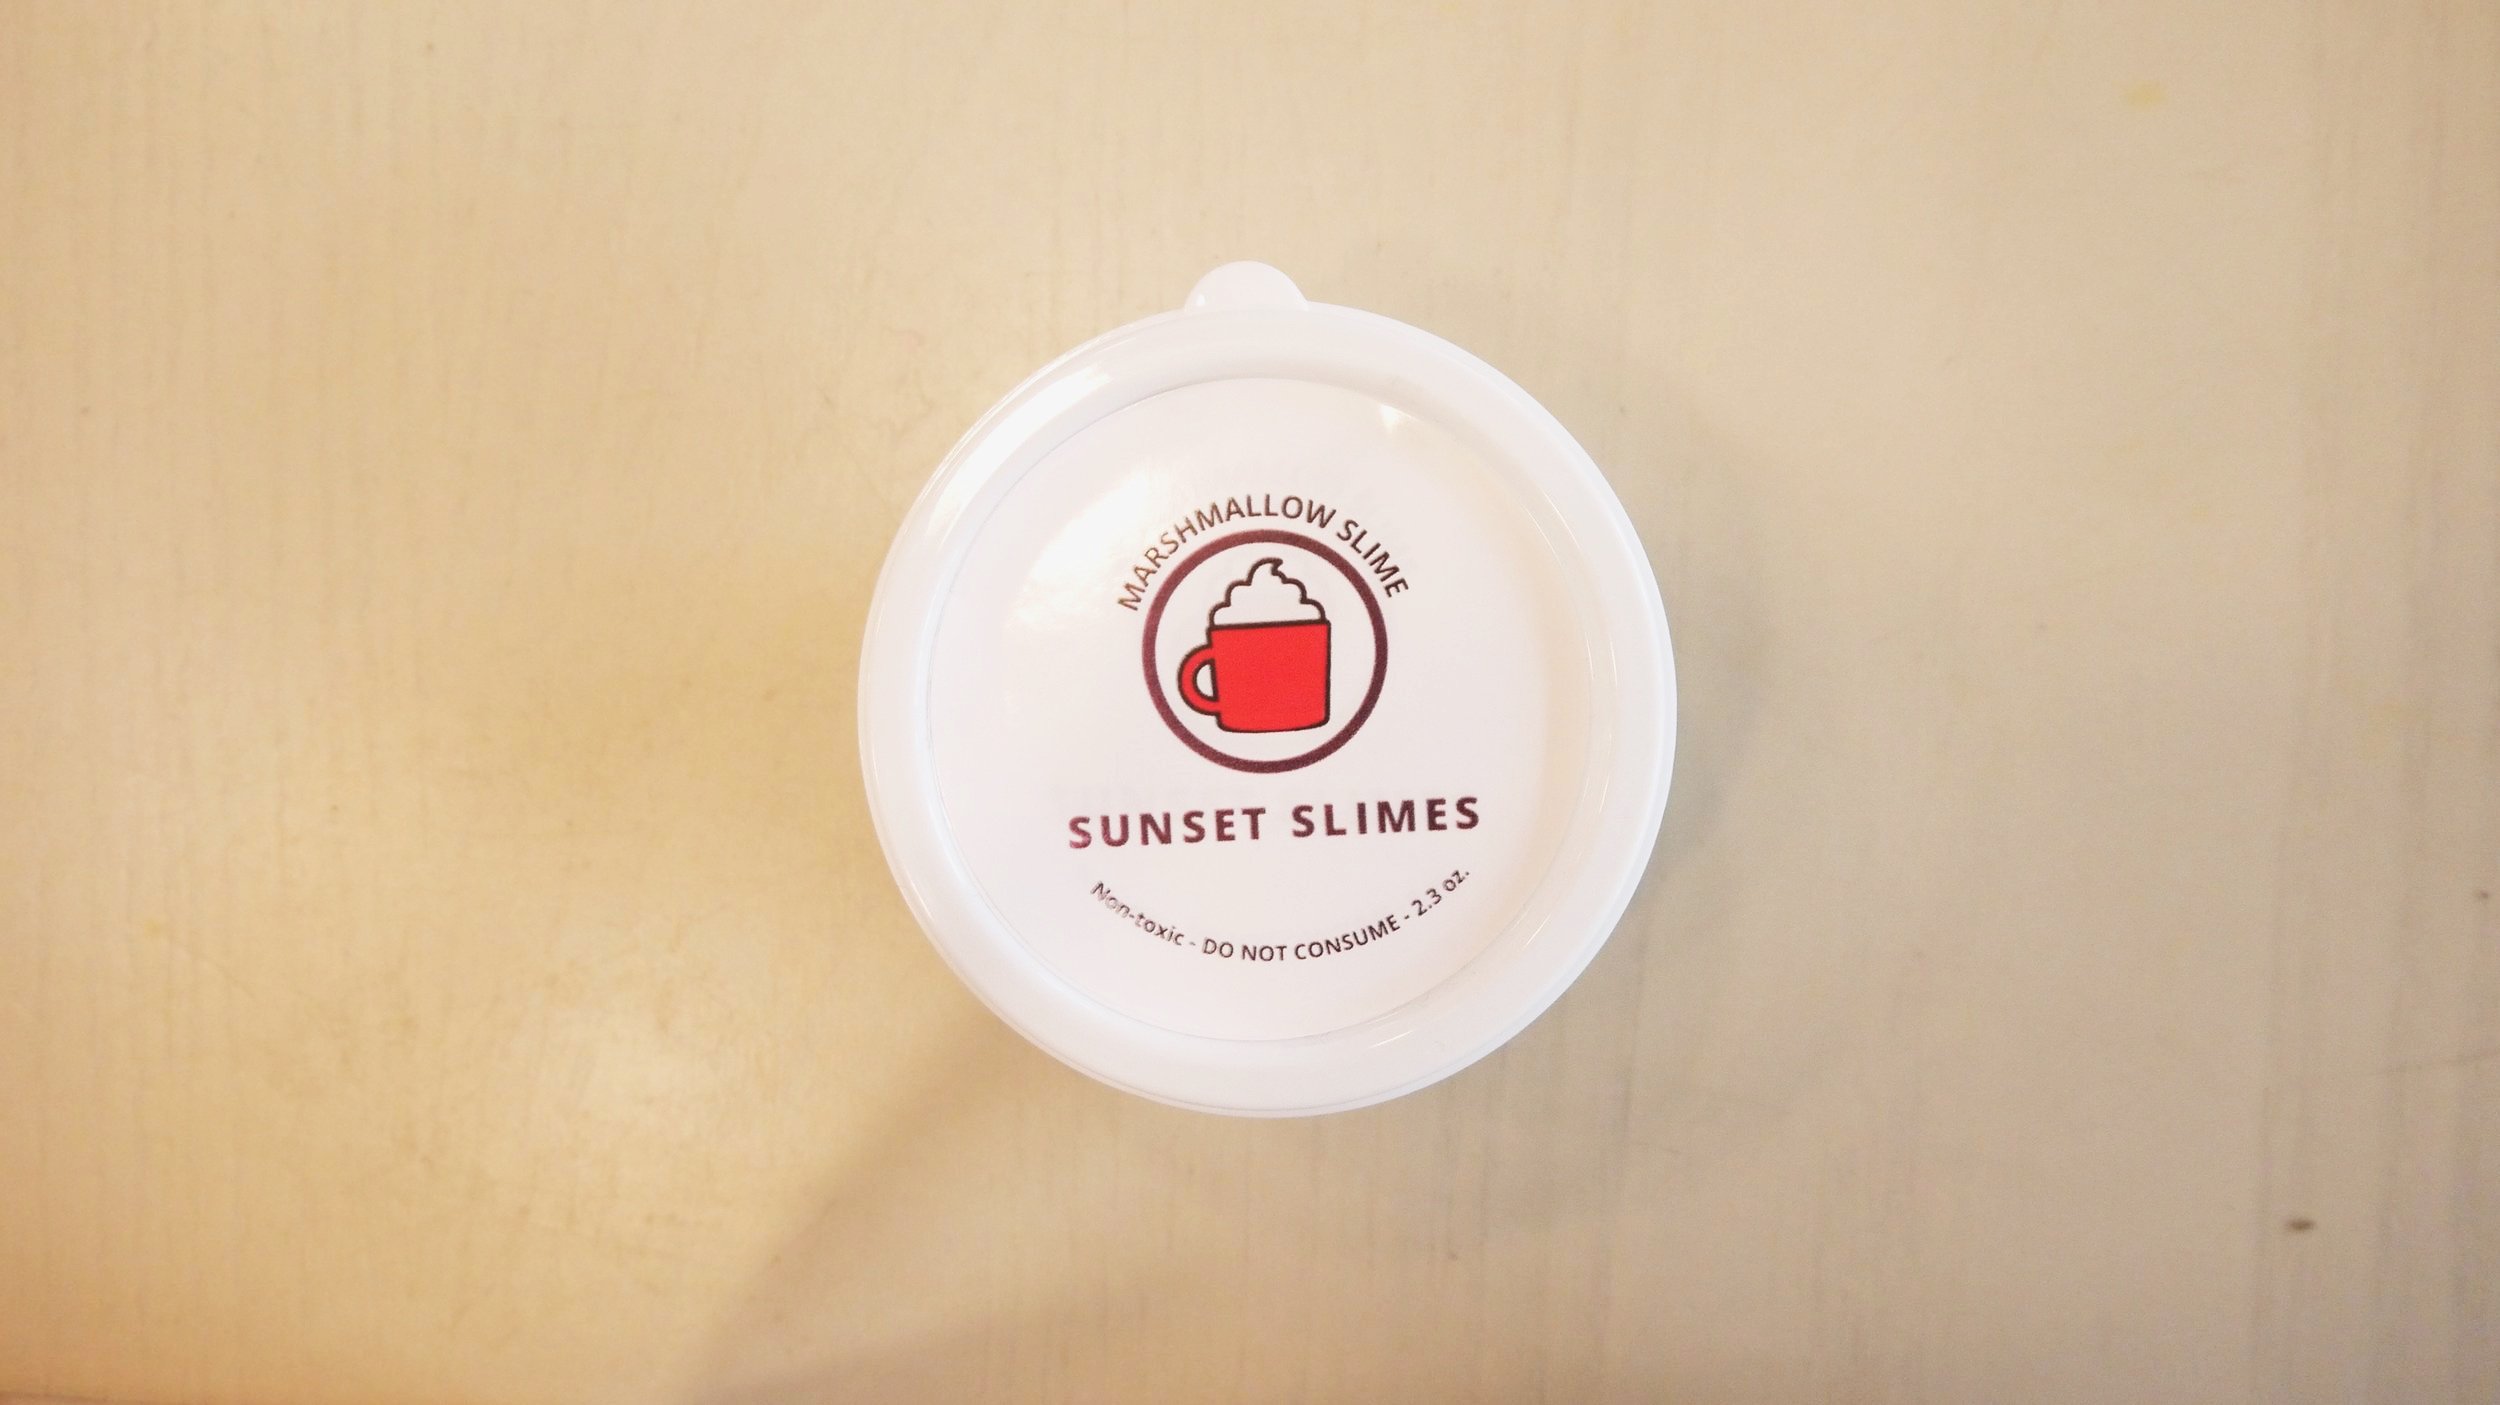 MARSHMALLOW SLIME
SUNSET SLIMES
Non-toxic - DO NOT CONSUME - 2.3 oz.